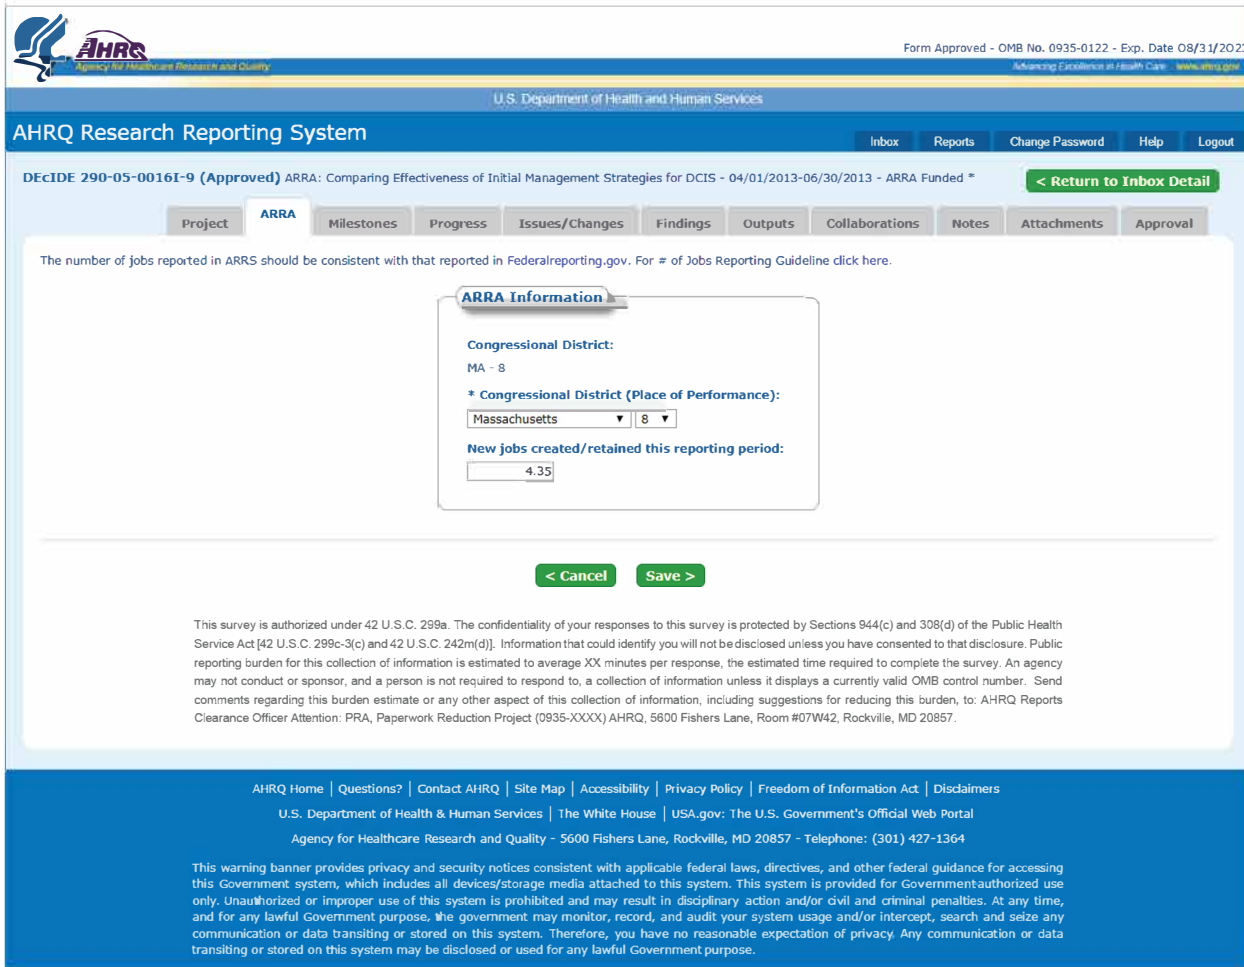 AHRQ
Agency for Healthcare Research and Quality
Form Approved - OMB No. 0935-0122 - Exp. Date 08/31/202
Advancing Excellence in Health Care www.ahrq.gov
U.S. Department of Health and Human Services
AHRQ Research Reporting System
Inbox Reports Change Password Help Logout
DEcIDE 290-05-0016I-9 (Approved) ARRA: Comparing Effectiveness of Initial Management Strategies for DCIS - 04/01/2013-06/30/2013 - ARRA Funded *
< Return to Inbox Detail
Project ARRA Milestones Progress Issues/Changes Findings Outputs Collaborations Notes Attachments Approval
The number of jobs reported in ARRS should be consistent with that reported in Federalreporting.gov. For # of Jobs Reporting Guideline click here.
ARRA Information
Congressional District:
MA - 8
* Congressional District (Place of Performance):
Massachusetts 8
New jobs created/retained this reporting period:
4.35
< Cancel Save >
This survey is authorized under 42 U.S.C. 299a. The confidentiality of your responses to this survey is protected by Sections 944(c) and 308(d) of the Public Health
Service Act [42 U.S.C. 299c-3(c) and 42 U.S.C. 242m(d)]. Information that could identify you will not be disclosed unless you have consented to that disclosure. Public
reporting burden for this collection of information is estimated to average XX minutes per response, the estimated time required to complete the survey. An agency
may not conduct or sponsor, and a person is not required to respond to, a collection of information unless it displays a currently valid OMB control number. Send
comments regarding this burden estimate or any other aspect of this collection of information, including suggestions for reducing this burden, to: AHRQ Reports
Clearance Officer Attention: PRA, Paperwork Reduction Project (0935-XXXX) AHRQ, 5600 Fishers Lane, Room #07W42, Rockville, MD 20857.
AHRQ Home | Questions? | Contact AHRQ | Site Map | Accessibility | Privacy Policy | Freedom of Information Act | Disclaimers
U.S. Department of Health & Human Services | The White House | USA.gov: The U.S. Government's Official Web Portal
Agency for Healthcare Research and Quality - 5600 Fishers Lane, Rockville, MD 20857 - Telephone: (301) 427-1364
This warning banner provides privacy and security notices consistent with applicable federal laws, directives, and other federal guidance for accessing
this Government system, which includes all devices/storage media attached to this system. This system is provided for Government-authorized use
only. Unauthorized or improper use of this system is prohibited and may result in disciplinary action and/or civil and criminal penalties. At any time,
and for any lawful Government purpose, the government may monitor, record, and audit your system usage and/or intercept, search and seize any
communication or data transiting or stored on this system. Therefore, you have no reasonable expectation of privacy. Any communication or data
transiting or stored on this system may be disclosed or used for any lawful Government purpose.